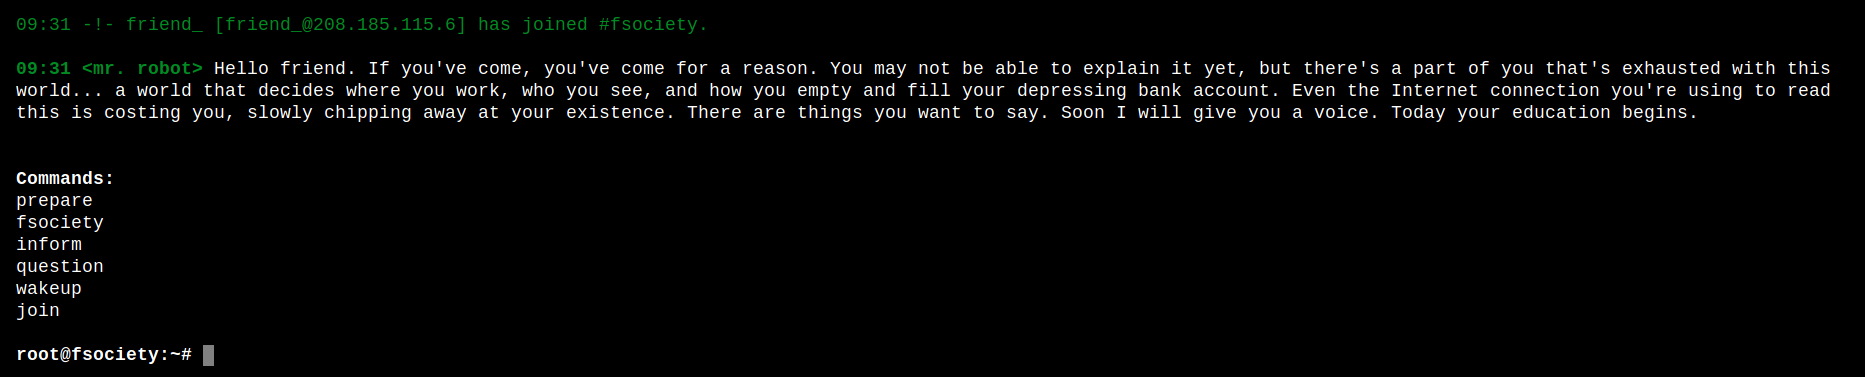 09:31 -!- friend_ [friend_@208.185.115.6] has joined #fsociety.
09:31 <mr. robot> Hello friend. If you've come, you've come for a reason. You may not be able to explain it yet, but there's a part of you that's exhausted with this
world... a world that decides where you work, who you see, and how you empty and fill your depressing bank account. Even the Internet connection you're using to read
this is costing you, slowly chipping away at your existence. There are things you want to say. Soon I will give you a voice. Today your education begins.
Commands:
prepare
fsociety
inform
question
wakeup
join
root@fsociety:~#